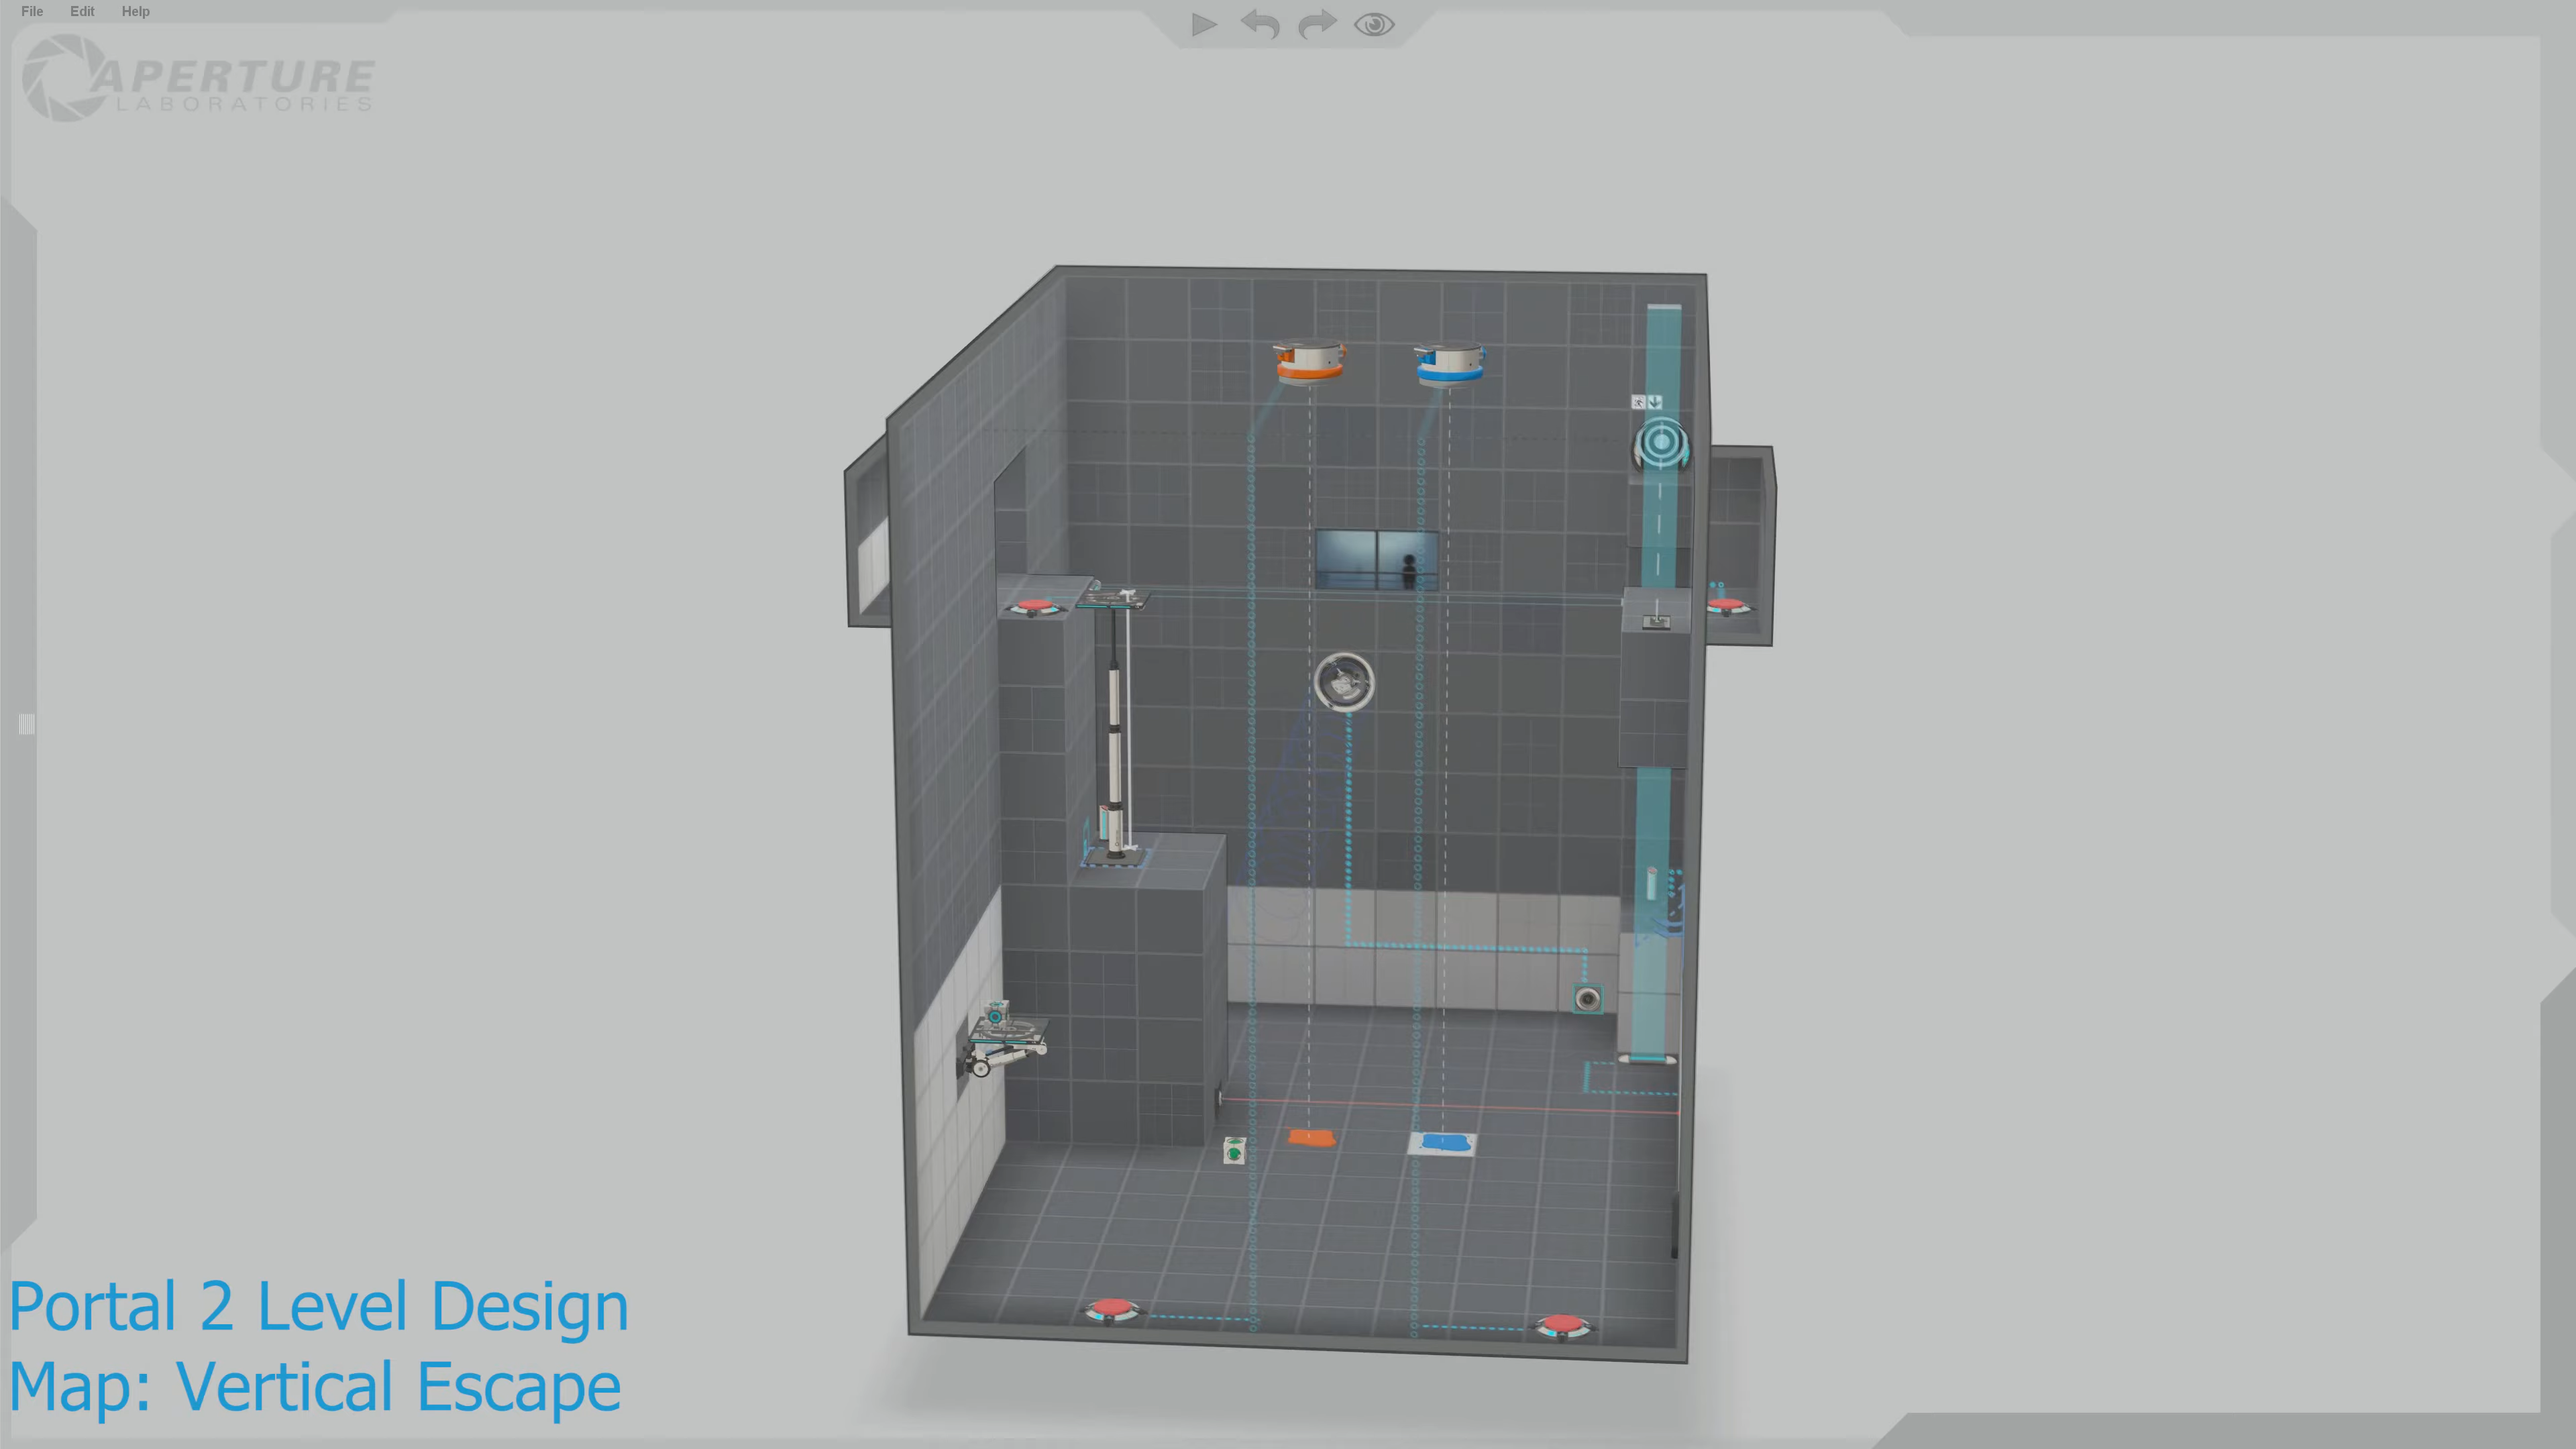 File Edit Help
APERTURE
LABORATORIES
Portal 2 Level Design
Map: Vertical Escape